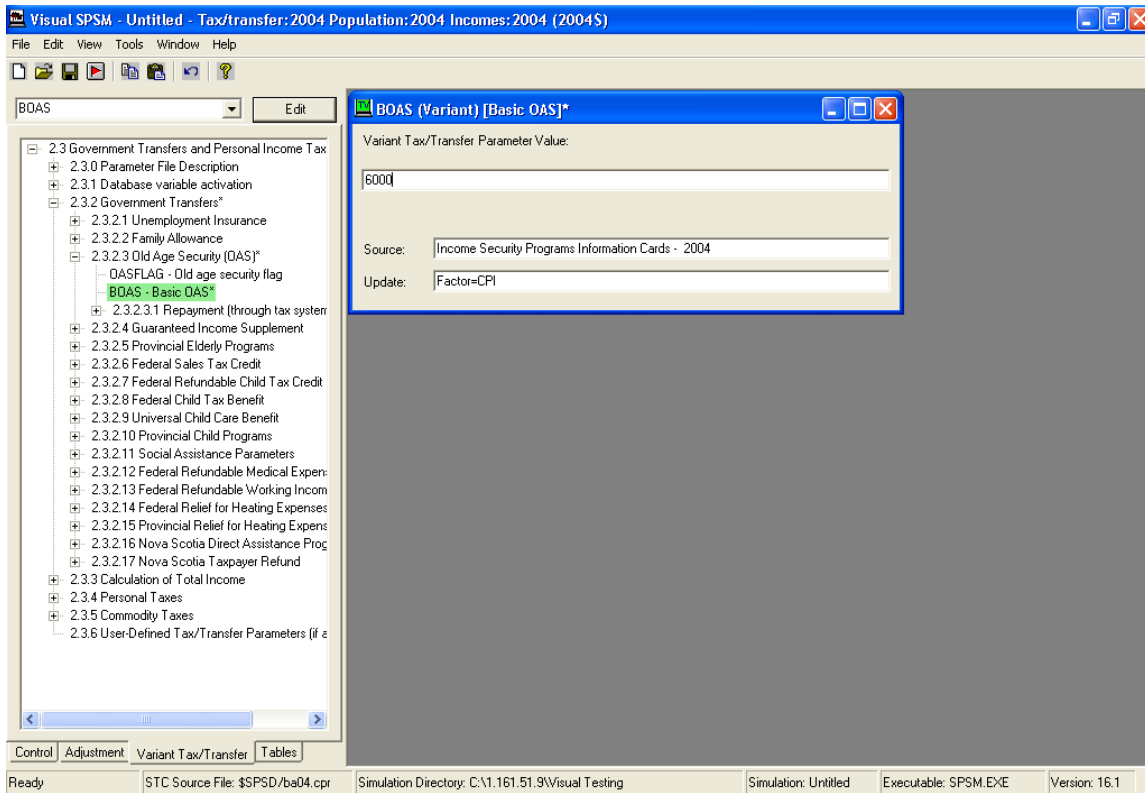 Visual SPSM - Untitled - Tax/transfer:2004 Population:2004 Incomes:2004 (2004$)
File Edit View Tools Window Help
BOAS
Edit
2.3 Government Transfers and Personal Income Tax
2.3.0 Parameter File Description
2.3.1 Database variable activation
2.3.2 Government Transfers*
2.3.2.1 Unemployment Insurance
2.3.2.2 Family Allowance
2.3.2.3 Old Age Security (OAS)*
OASFLAG - Old age security flag
BOAS - Basic OAS*
2.3.2.3.1 Repayment (through tax system
2.3.2.4 Guaranteed Income Supplement
2.3.2.5 Provincial Elderly Programs
2.3.2.6 Federal Sales Tax Credit
2.3.2.7 Federal Refundable Child Tax Credit
2.3.2.8 Federal Child Tax Benefit
2.3.2.9 Universal Child Care Benefit
2.3.2.10 Provincial Child Programs
2.3.2.11 Social Assistance Parameters
2.3.2.12 Federal Refundable Medical Expen
2.3.2.13 Federal Refundable Working Incom
2.3.2.14 Federal Relief for Heating Expenses
2.3.2.15 Provincial Relief for Heating Expens
2.3.2.16 Nova Scotia Direct Assistance Prog
2.3.2.17 Nova Scotia Taxpayer Refund
2.3.3 Calculation of Total Income
2.3.4 Personal Taxes
2.3.5 Commodity Taxes
2.3.6 User-Defined Tax/Transfer Parameters (if a
Control Adjustment Variant Tax/Transfer Tables
TM BOAS (Variant) [Basic OAS]*
Variant Tax/Transfer Parameter Value:
6000
Source: Income Security Programs Information Cards - 2004
Update: Factor=CPI
Ready STC Source File: $SPSD/ba04.cpr Simulation Directory: C:\1.161.51.9\Visual Testing Simulation: Untitled Executable: SPSM.EXE Version: 16.1